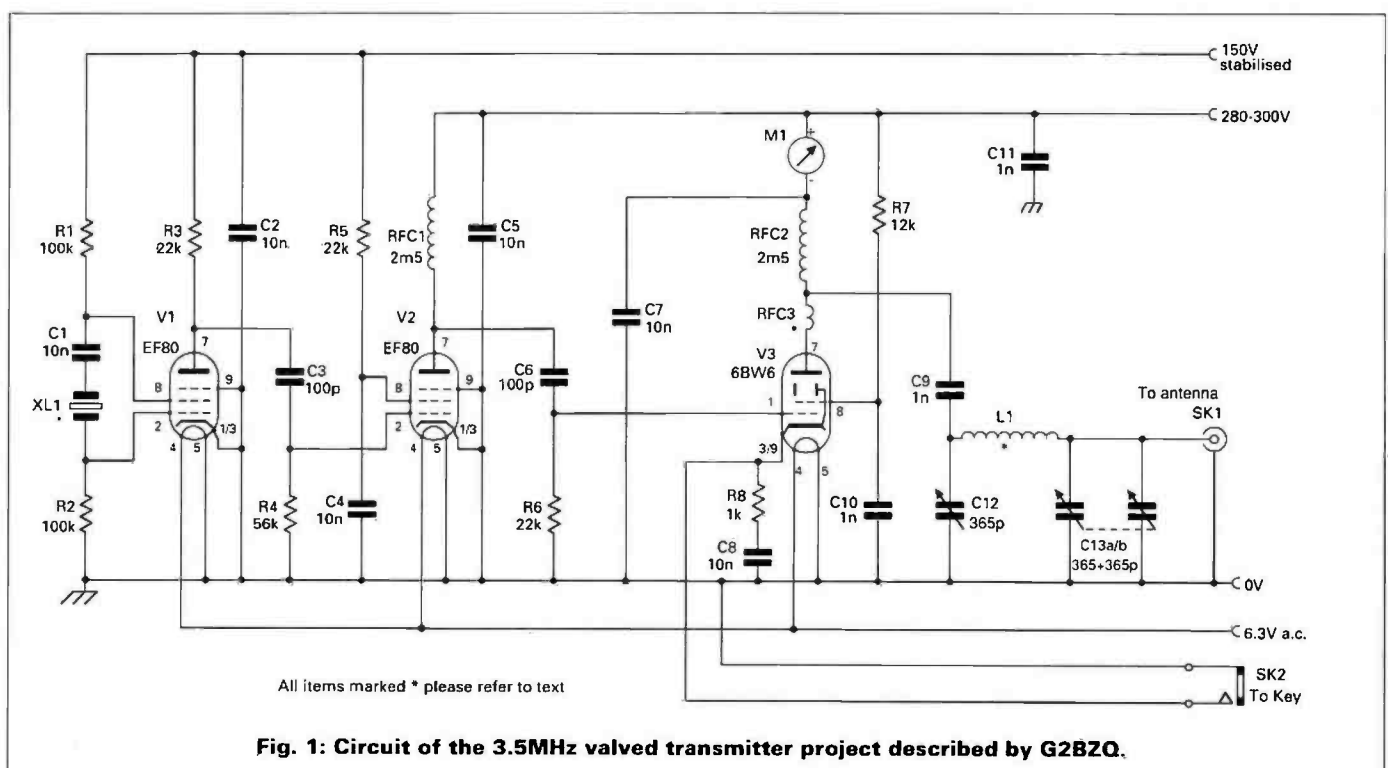 150V
stabilised
280-300V
M1
+
-
C11
1n
R1
100k
R3
22k
C2
10n
R5
22k
RFC1
2m5
C5
10n
RFC2
2m5
R7
12k
V1
EF80
7
V2
EF80
7
C7
10n
RFC3
*
V3
6BW6
7
C1
10n
8
9
C3
100p
8
9
C6
100p
1
8
C9
1n
XL1
*
2
1/3
4
5
2
1/3
4
5
3/9
4
5
L1
*
To antenna
SK1
R2
100k
R4
56k
C4
10n
R6
22k
R8
1k
C8
10n
C10
1n
C12
365p
C13a/b
365+365p
0V
6.3V a.c.
All items marked * please refer to text
SK2
To Key
Fig. 1: Circuit of the 3.5MHz valved transmitter project described by G2BZQ.